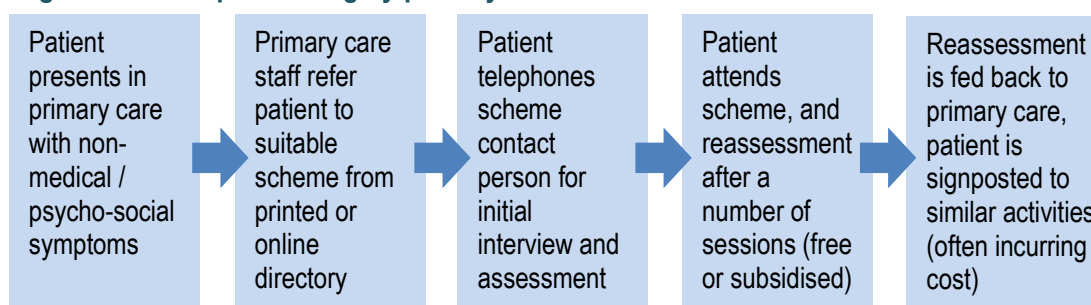 Patient
presents in
primary care
with non-
medical /
psycho-social
symptoms
Primary care
staff refer
patient to
suitable
scheme from
printed or
online
directory
Patient
telephones
scheme
contact
person for
initial
interview and
assessment
Patient
attends
scheme, and
reassessment
after a
number of
sessions (free
or subsidised)
Reassessment
is fed back to
primary care,
patient is
signposted to
similar activities
(often incurring
cost)